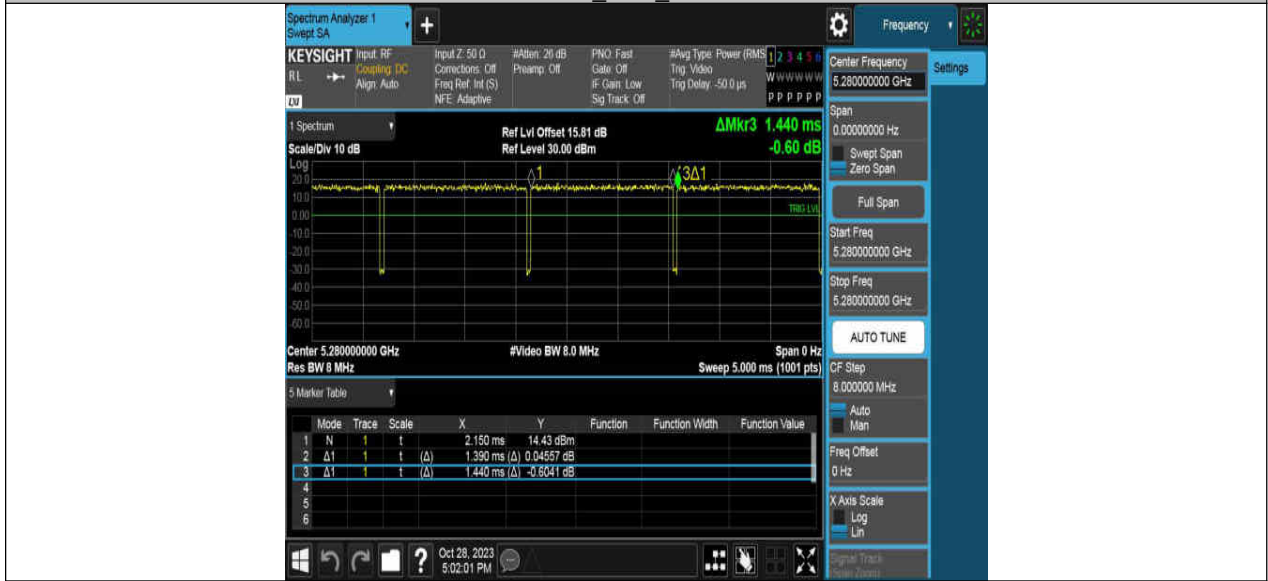 Spectrum Analyzer 1
Swept SA
+
Frequency
KEYSIGHT
RL
LXI
Input: RF
Coupling: DC
Align: Auto
Input Z: 50 Ω
Corrections: Off
Freq Ref: Int (S)
NFE: Adaptive
#Atten: 26 dB
Preamp: Off
PNO: Fast
Gate: Off
IF Gain: Low
Sig Track: Off
#Avg Type: Power (RMS
Trig: Video
Trig Delay: -50.0 µs
1 2 3 4 5 6
W W W W W W
P P P P P P
Center Frequency
5.280000000 GHz
Settings
Span
0.00000000 Hz
Swept Span
Zero Span
Full Span
Start Freq
5.280000000 GHz
Stop Freq
5.280000000 GHz
AUTO TUNE
CF Step
8.000000 MHz
Auto
Man
Freq Offset
0 Hz
X Axis Scale
Log
Lin
Signal Track
(Span Zoom)
1 Spectrum
Scale/Div 10 dB
Ref Lvl Offset 15.81 dB
Ref Level 30.00 dBm
ΔMkr3 1.440 ms
-0.60 dB
Log
20.0
10.0
0.00
-10.0
-20.0
-30.0
-40.0
-50.0
-60.0
1
3Δ1
TRIG LVL
Center 5.280000000 GHz
#Video BW 8.0 MHz
Span 0 Hz
Res BW 8 MHz
Sweep 5.000 ms (1001 pts)
5 Marker Table
Mode Trace Scale X Y Function Function Width Function Value
1 N 1 t 2.150 ms 14.43 dBm
2 Δ1 1 t (Δ) 1.390 ms (Δ) 0.04557 dB
3 Δ1 1 t (Δ) 1.440 ms (Δ) -0.6041 dB
4
5
6
?
Oct 28, 2023
5:02:01 PM